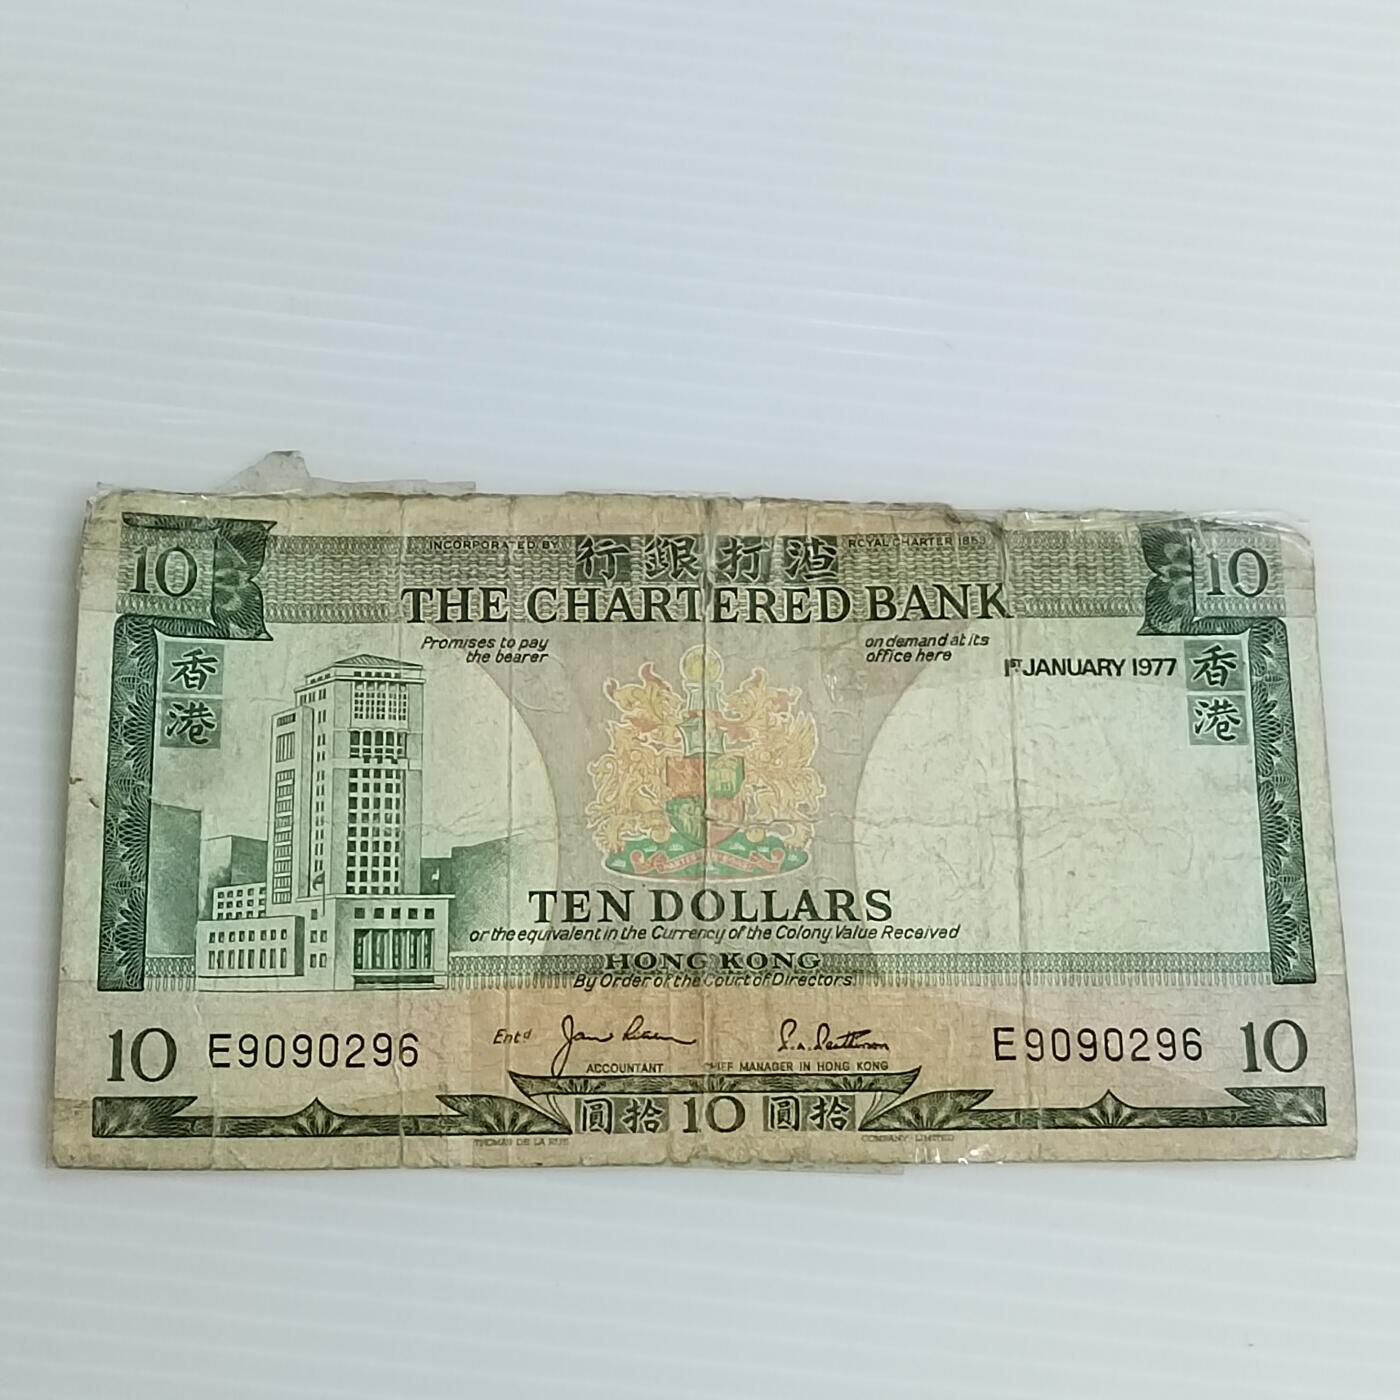 10
INCORPORATED BY 行銀打渣 ROYAL CHARTER 1853
10
THE CHARTERED BANK
Promises to pay
the bearer
on demand at its
office here
1ST JANUARY 1977
香港
香港
TEN DOLLARS
or the equivalent in the Currency of the Colony Value Received
HONG KONG
By Order of the Court of Directors
10 E9090296
Entd
ACCOUNTANT
CHIEF MANAGER IN HONG KONG
E9090296 10
圓拾 10 圓拾
THOMAS DE LA RUE
COMPANY LIMITED